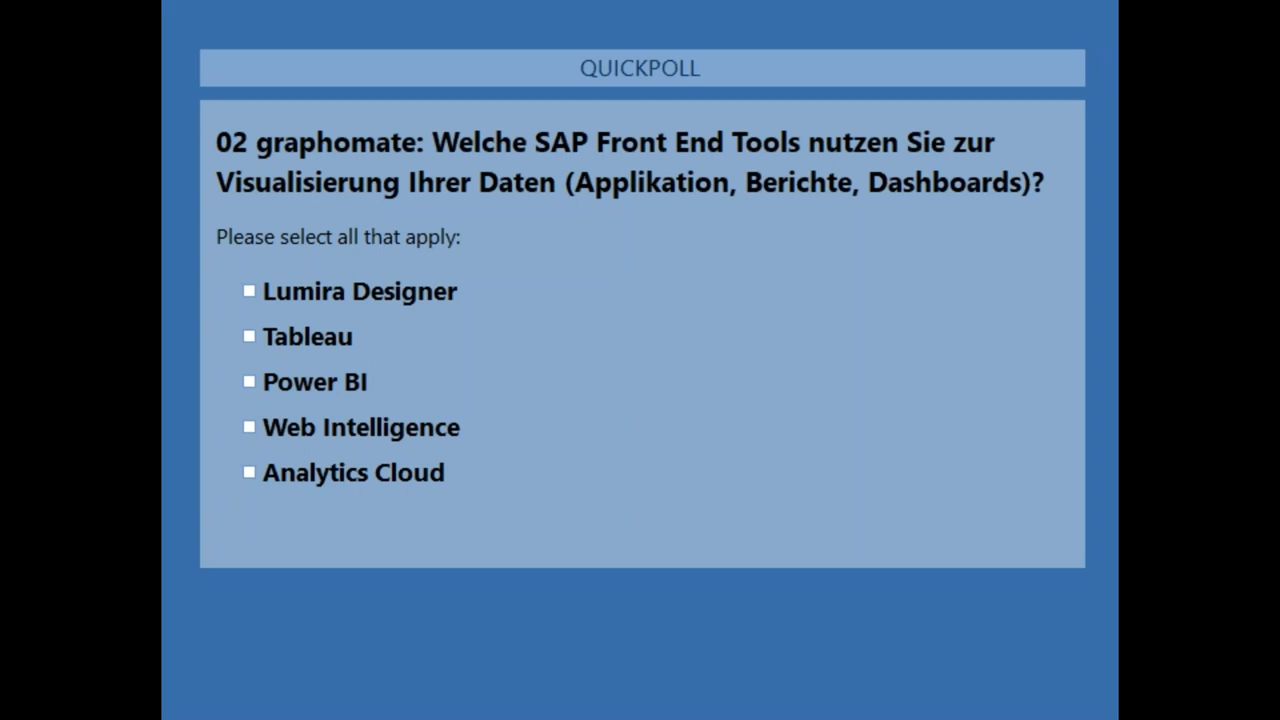 QUICKPOLL
02 graphomate: Welche SAP Front End Tools nutzen Sie zur
Visualisierung Ihrer Daten (Applikation, Berichte, Dashboards)?
Please select all that apply:
Lumira Designer
Tableau
Power BI
Web Intelligence
Analytics Cloud